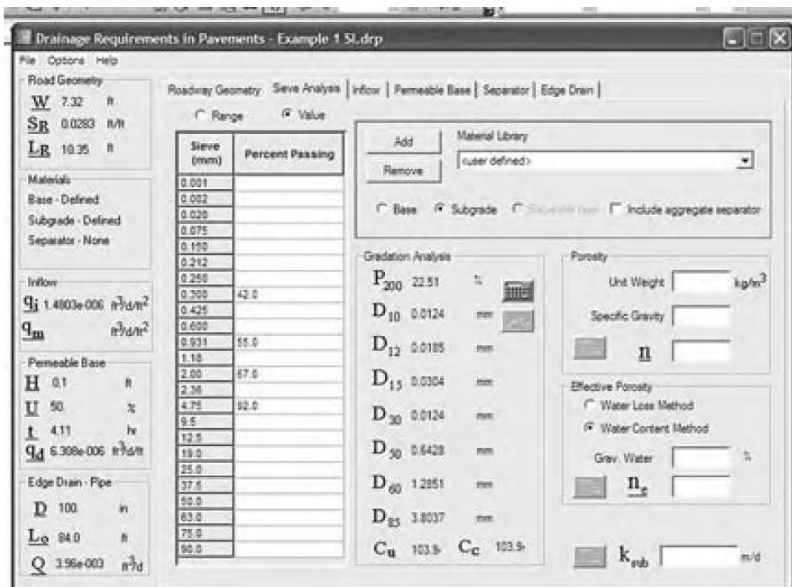 Drainage Requirements in Pavements - Example 1 SI.drp
File Options Help
Road Geometry
W 7.32 ft
SR 0.0283 ft/ft
LR 10.35 ft
Materials
Base - Defined
Subgrade - Defined
Separator - None
Inflow
qi 1.4803e-006 ft³/d/ft²
qm ft³/d/ft²
Permeable Base
H 0.1 ft
U 50. %
t 4.11 hr
qd 6.308e-006 ft³/d/ft
Edge Drain - Pipe
D 100. in
Lo 84.0 ft
Q 3.96e-003 ft³/d
Roadway Geometry Sieve Analysis Inflow Permeable Base Separator Edge Drain
Range Value
Sieve (mm) Percent Passing
0.001
0.002
0.020
0.075
0.150
0.212
0.250
0.300 42.0
0.425
0.600
0.931 55.0
1.18
2.00 67.0
2.36
4.75 92.0
9.5
12.5
19.0
25.0
37.5
50.0
63.0
75.0
90.0
Add
Remove
Material Library
<user defined>
Base Subgrade Separator base Include aggregate separator
Gradation Analysis
P200 22.51 %
D10 0.0124 mm
D12 0.0185 mm
D15 0.0304 mm
D30 0.0124 mm
D50 0.6428 mm
D60 1.2851 mm
D85 3.8037 mm
Cu 103.9 Cc 103.9
Porosity
Unit Weight kg/m³
Specific Gravity
n
Effective Porosity
Water Loss Method
Water Content Method
Grav. Water %
ne
ksub m/d